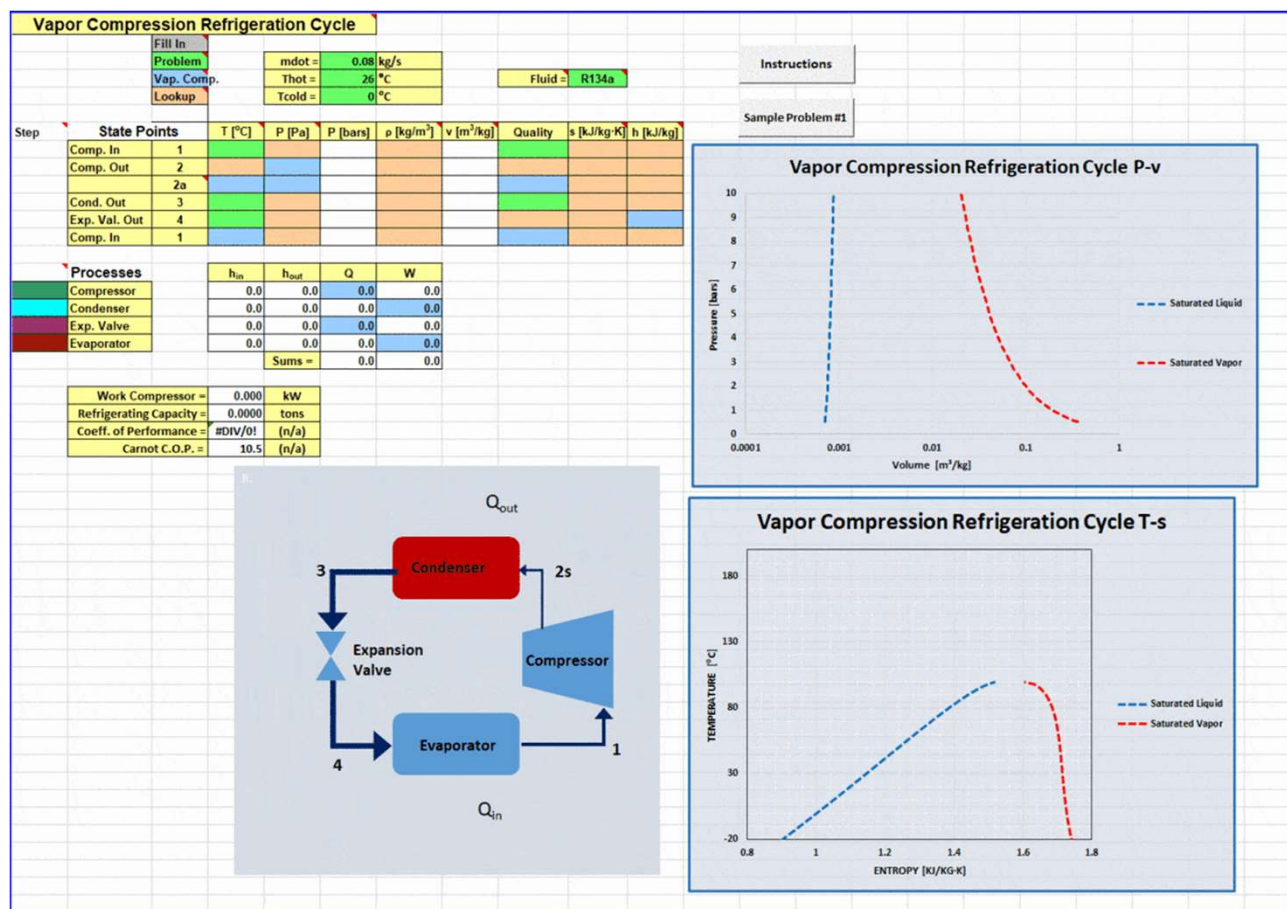 Vapor Compression Refrigeration Cycle
Fill In
Problem mdot = 0.08 kg/s
Vap. Comp. Thot = 26 °C Fluid = R134a
Lookup Tcold = 0 °C
Instructions
Sample Problem #1
Step State Points T [°C] P [Pa] P [bars] ρ [kg/m³] v [m³/kg] Quality s [kJ/kg·K] h [kJ/kg]
Comp. In 1
Comp. Out 2
2a
Cond. Out 3
Exp. Val. Out 4
Comp. In 1
Processes hin hout Q W
Compressor 0.0 0.0 0.0 0.0
Condenser 0.0 0.0 0.0 0.0
Exp. Valve 0.0 0.0 0.0 0.0
Evaporator 0.0 0.0 0.0 0.0
Sums = 0.0 0.0
Work Compressor = 0.000 kW
Refrigerating Capacity = 0.0000 tons
Coeff. of Performance = #DIV/0! (n/a)
Carnot C.O.P. = 10.5 (n/a)
Qout
Condenser
3
2s
Expansion
Valve
Compressor
Evaporator
4
1
Qin
Vapor Compression Refrigeration Cycle P-v
10
9
8
7
6
5
4
3
2
1
0
Pressure [bars]
0.0001 0.001 0.01 0.1 1
Volume [m³/kg]
Saturated Liquid
Saturated Vapor
Vapor Compression Refrigeration Cycle T-s
180
130
80
30
-20
TEMPERATURE [°C]
0.8 1 1.2 1.4 1.6 1.8
ENTROPY [KJ/KG·K]
Saturated Liquid
Saturated Vapor